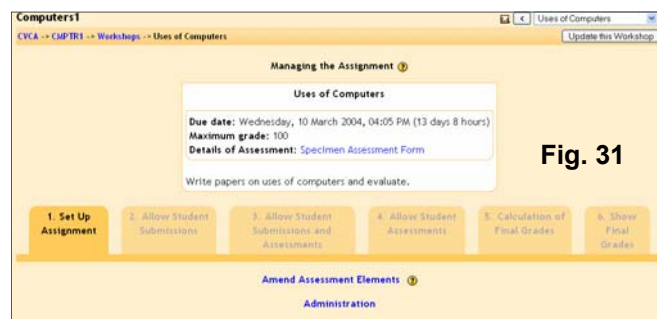 Computers1
Uses of Computers
CVCA -> CMPTR1 -> Workshops -> Uses of Computers
Update this Workshop
Managing the Assignment
Uses of Computers
Due date: Wednesday, 10 March 2004, 04:05 PM (13 days 8 hours)
Maximum grade: 100
Details of Assessment: Specimen Assessment Form
Fig. 31
Write papers on uses of computers and evaluate.
1. Set Up Assignment
2. Allow Student Submissions
3. Allow Student Submissions and Assessments
4. Allow Student Assessments
5. Calculation of Final Grades
6. Show Final Grades
Amend Assessment Elements
Administration